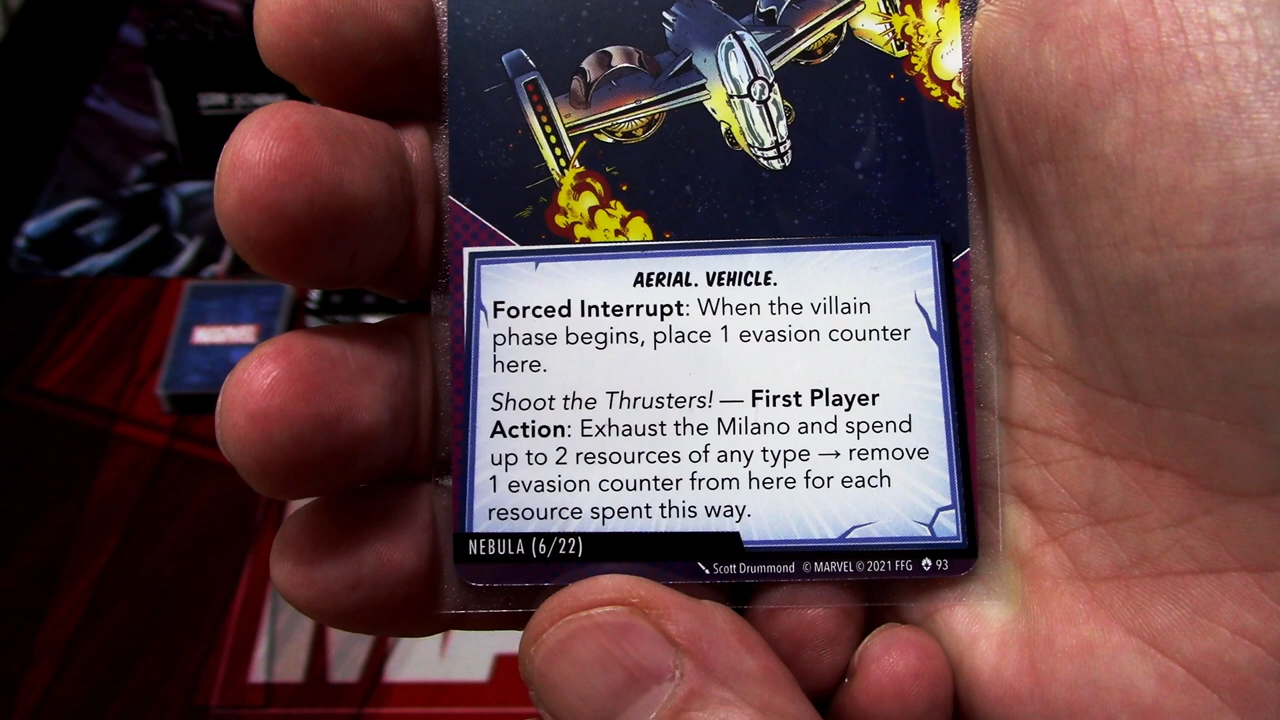 AERIAL. VEHICLE.
Forced Interrupt: When the villain
phase begins, place 1 evasion counter
here.
Shoot the Thrusters! — First Player
Action: Exhaust the Milano and spend
up to 2 resources of any type → remove
1 evasion counter from here for each
resource spent this way.
NEBULA (6/22)
Scott Drummond © MARVEL © 2021 FFG 93
MARVEL